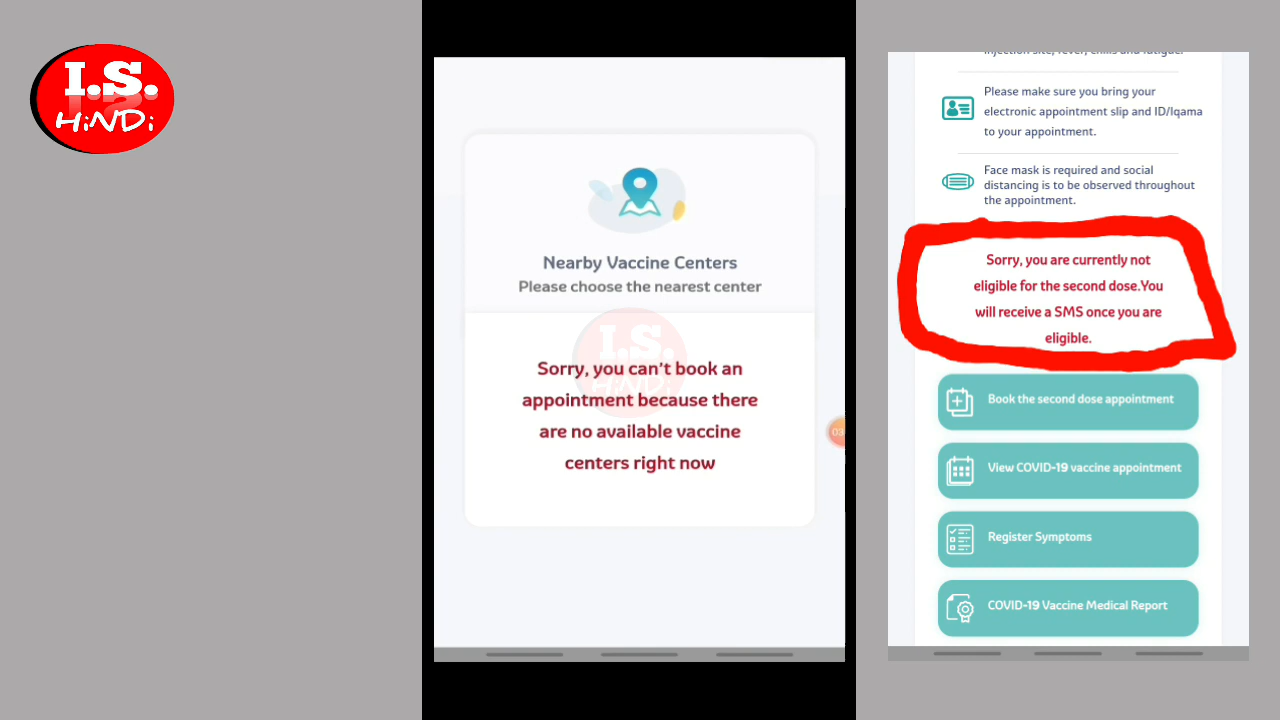 I.S.
HiNDi
Nearby Vaccine Centers
Please choose the nearest center
I.S.
HiNDi
Sorry, you can't book an
appointment because there
are no available vaccine
centers right now
injection site, fever, chills and fatigue.
Please make sure you bring your
electronic appointment slip and ID/Iqama
to your appointment.
Face mask is required and social
distancing is to be observed throughout
the appointment.
Sorry, you are currently not
eligible for the second dose.You
will receive a SMS once you are
eligible.
Book the second dose appointment
View COVID-19 vaccine appointment
Register Symptoms
COVID-19 Vaccine Medical Report